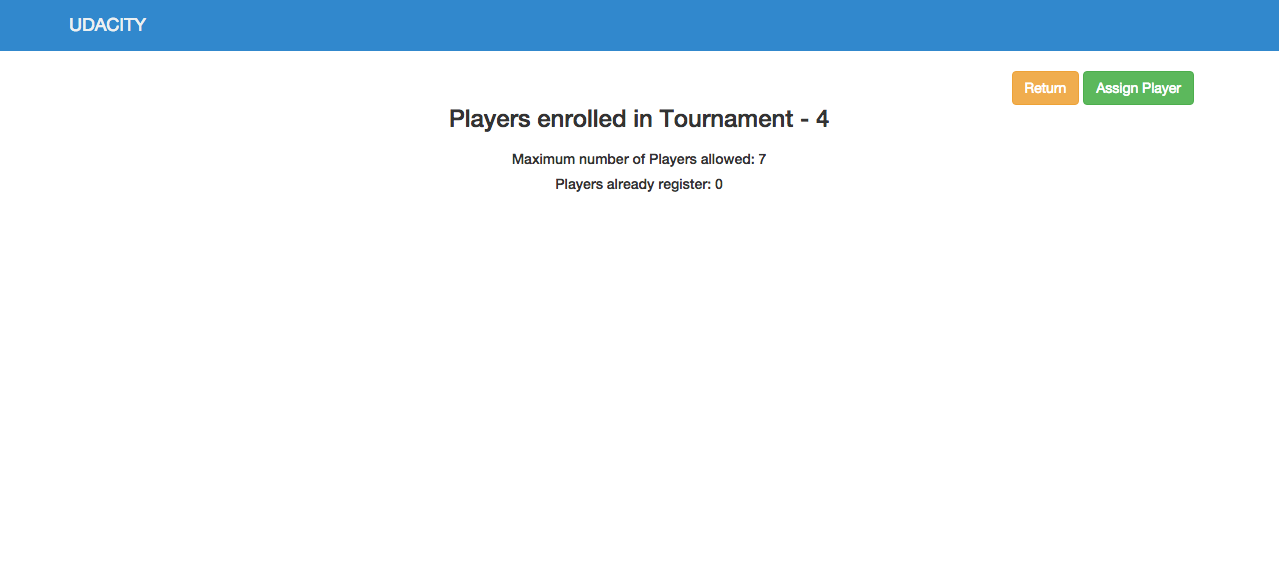 UDACITY
Return Assign Player
Players enrolled in Tournament - 4
Maximum number of Players allowed: 7
Players already register: 0